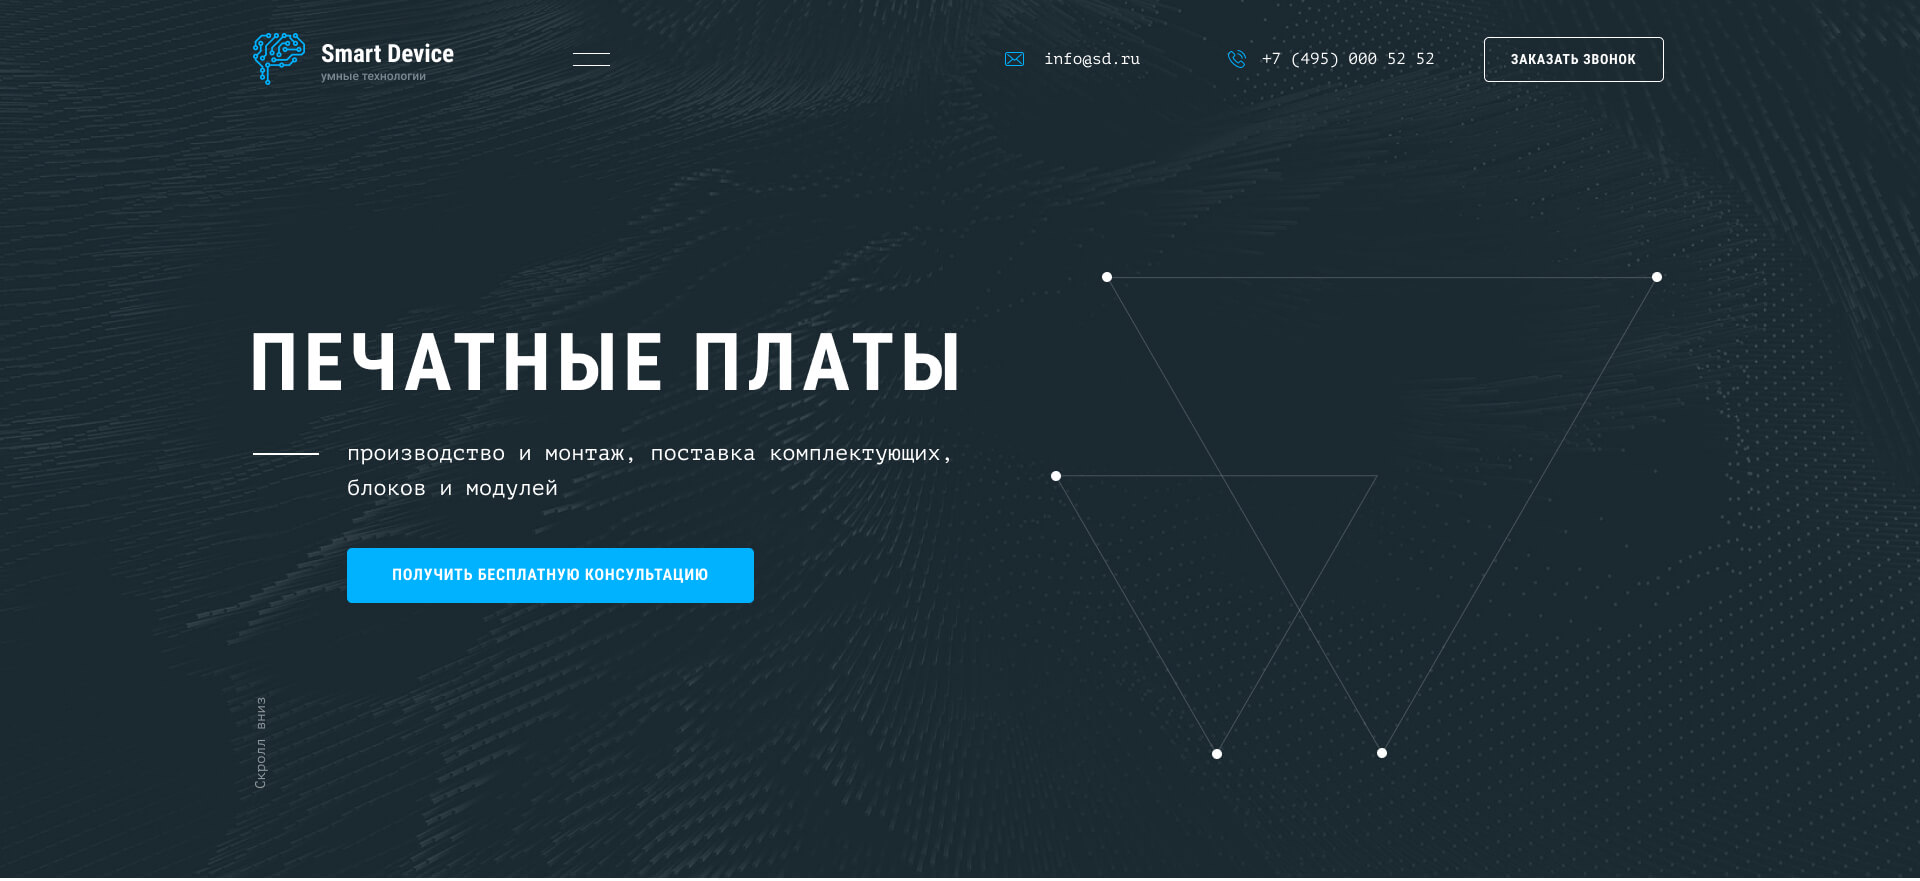 Smart Device
умные технологии
info@sd.ru
+7 (495) 000 52 52
ЗАКАЗАТЬ ЗВОНОК
ПЕЧАТНЫЕ ПЛАТЫ
производство и монтаж, поставка комплектующих,
блоков и модулей
ПОЛУЧИТЬ БЕСПЛАТНУЮ КОНСУЛЬТАЦИЮ
Скролл вниз